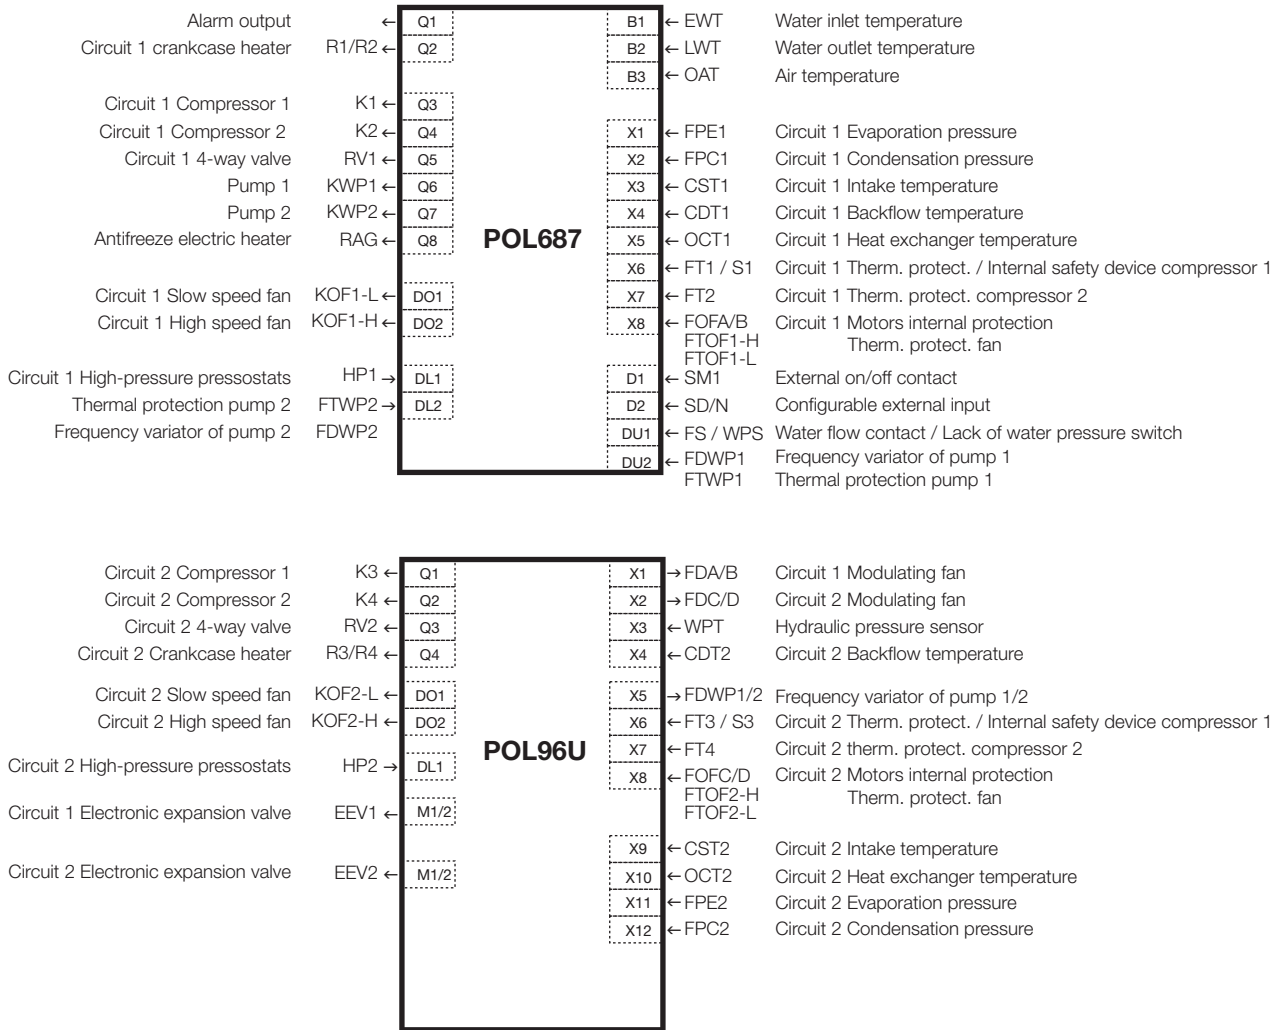 Alarm output ← Q1 B1 ← EWT Water inlet temperature
Circuit 1 crankcase heater R1/R2 ← Q2 B2 ← LWT Water outlet temperature
B3 ← OAT Air temperature
Circuit 1 Compressor 1 K1 ← Q3
Circuit 1 Compressor 2 K2 ← Q4 X1 ← FPE1 Circuit 1 Evaporation pressure
Circuit 1 4-way valve RV1 ← Q5 X2 ← FPC1 Circuit 1 Condensation pressure
Pump 1 KWP1 ← Q6 X3 ← CST1 Circuit 1 Intake temperature
Pump 2 KWP2 ← Q7 X4 ← CDT1 Circuit 1 Backflow temperature
Antifreeze electric heater RAG ← Q8 POL687 X5 ← OCT1 Circuit 1 Heat exchanger temperature
X6 ← FT1 / S1 Circuit 1 Therm. protect. / Internal safety device compressor 1
Circuit 1 Slow speed fan KOF1-L ← DO1 X7 ← FT2 Circuit 1 Therm. protect. compressor 2
Circuit 1 High speed fan KOF1-H ← DO2 X8 ← FOFA/B Circuit 1 Motors internal protection
FTOF1-H Therm. protect. fan
FTOF1-L
Circuit 1 High-pressure pressostats HP1 → DL1 D1 ← SM1 External on/off contact
Thermal protection pump 2 FTWP2 → DL2 D2 ← SD/N Configurable external input
Frequency variator of pump 2 FDWP2 DU1 ← FS / WPS Water flow contact / Lack of water pressure switch
DU2 ← FDWP1 Frequency variator of pump 1
FTWP1 Thermal protection pump 1
Circuit 2 Compressor 1 K3 ← Q1 X1 → FDA/B Circuit 1 Modulating fan
Circuit 2 Compressor 2 K4 ← Q2 X2 → FDC/D Circuit 2 Modulating fan
Circuit 2 4-way valve RV2 ← Q3 X3 ← WPT Hydraulic pressure sensor
Circuit 2 Crankcase heater R3/R4 ← Q4 X4 ← CDT2 Circuit 2 Backflow temperature
Circuit 2 Slow speed fan KOF2-L ← DO1 X5 → FDWP1/2 Frequency variator of pump 1/2
Circuit 2 High speed fan KOF2-H ← DO2 X6 ← FT3 / S3 Circuit 2 Therm. protect. / Internal safety device compressor 1
POL96U X7 ← FT4 Circuit 2 therm. protect. compressor 2
Circuit 2 High-pressure pressostats HP2 → DL1 X8 ← FOFC/D Circuit 2 Motors internal protection
FTOF2-H Therm. protect. fan
Circuit 1 Electronic expansion valve EEV1 ← M1/2 FTOF2-L
X9 ← CST2 Circuit 2 Intake temperature
Circuit 2 Electronic expansion valve EEV2 ← M1/2 X10 ← OCT2 Circuit 2 Heat exchanger temperature
X11 ← FPE2 Circuit 2 Evaporation pressure
X12 ← FPC2 Circuit 2 Condensation pressure